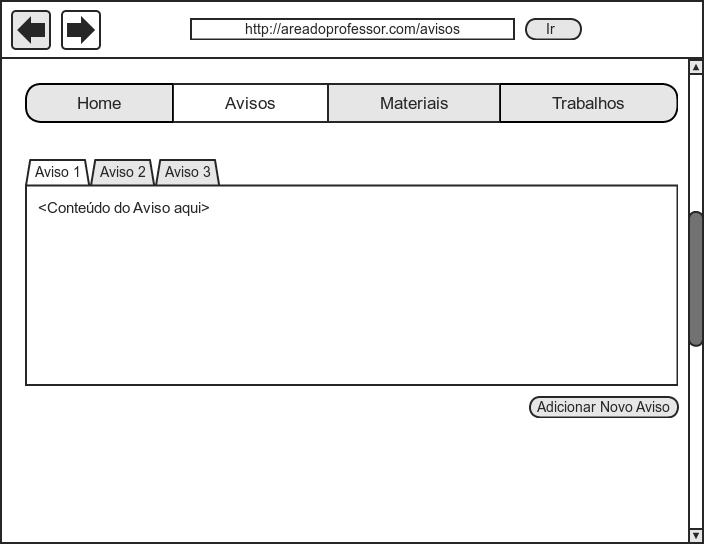 http://areadoprofessor.com/avisos Ir
Home Avisos Materiais Trabalhos
Aviso 1 Aviso 2 Aviso 3
<Conteúdo do Aviso aqui>
Adicionar Novo Aviso